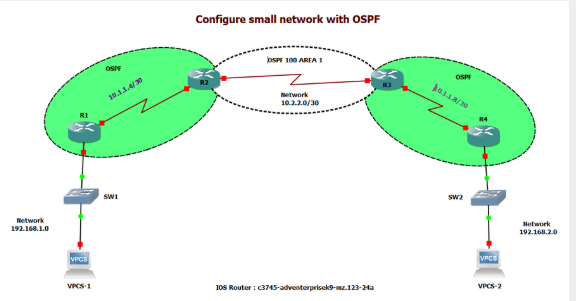 Configure small network with OSPF
OSPF 100 AREA 1
OSPF
OSPF
R2
R3
10.1.1.4/30
10.1.1.8/30
Network
10.2.2.0/30
R1
R4
SW1
SW2
Network
192.168.1.0
Network
192.168.2.0
VPCS
VPCS
VPCS-1
VPCS-2
IOS Router : c3745-adventerprisek9-mz.123-24a